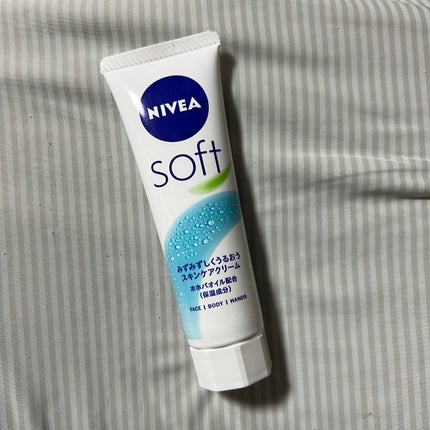 NIVEA
soft
みずみずしくうるおう
スキンケアクリーム
ホホバオイル配合
(保湿成分)
FACE | BODY | HANDS